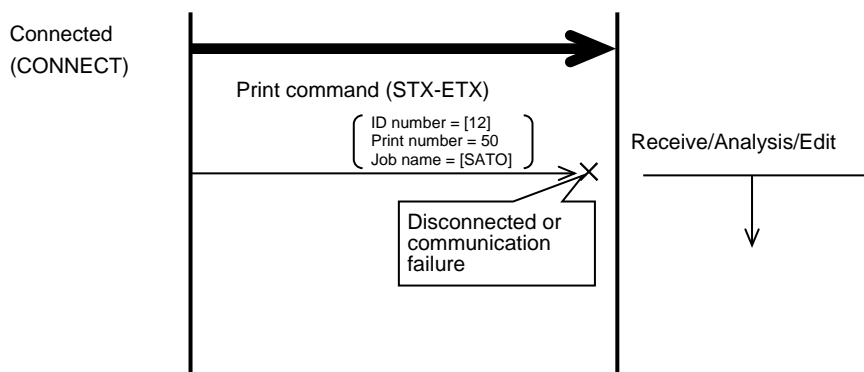 Connected
(CONNECT)
Print command (STX-ETX)
ID number = [12]
Print number = 50
Job name = [SATO]
Receive/Analysis/Edit
Disconnected or
communication
failure